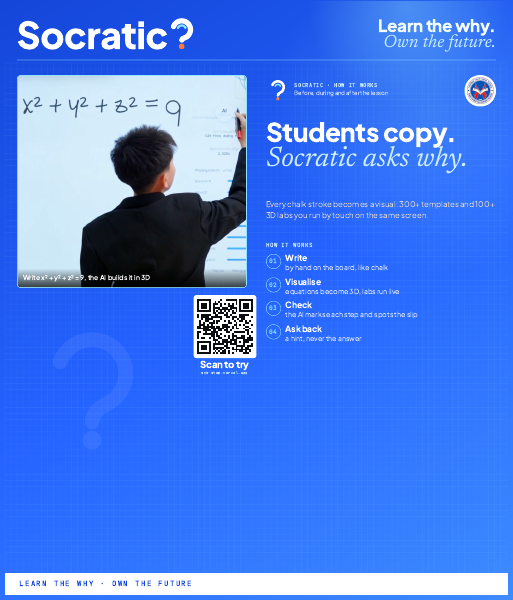 Socratic?
Learn the why.
Own the future.
x² + y² + z² = 9
AI
SOCRATIC · HOW IT WORKS
Before, during and after the lesson
Students copy.
Socratic asks why.
Every chalk stroke becomes a visual: 300+ templates and 100+
3D labs you run by touch on the same screen.
Write x² + y² + z² = 9, the AI builds it in 3D
HOW IT WORKS
01 Write
by hand on the board, like chalk
02 Visualise
equations become 3D, labs run live
03 Check
the AI marks each step and spots the slip
04 Ask back
a hint, never the answer
Scan to try
LEARN THE WHY · OWN THE FUTURE